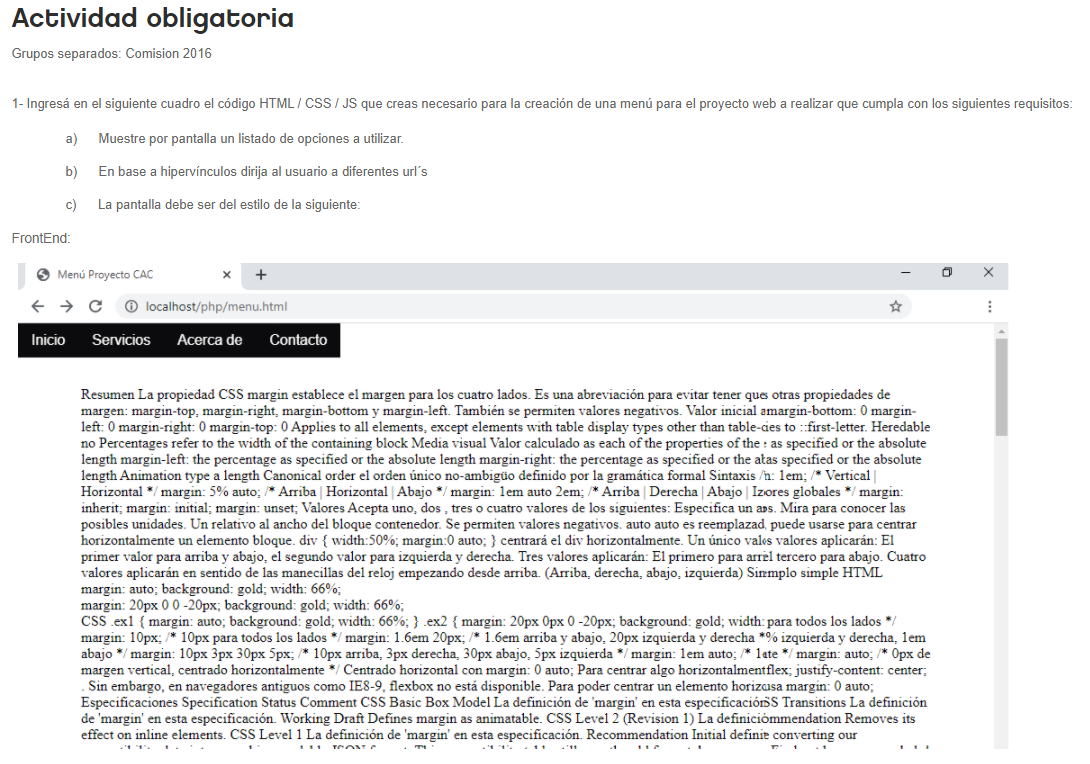 Actividad obligatoria
Grupos separados: Comision 2016
1- Ingresá en el siguiente cuadro el código HTML / CSS / JS que creas necesario para la creación de una menú para el proyecto web a realizar que cumpla con los siguientes requisitos:
a) Muestre por pantalla un listado de opciones a utilizar.
b) En base a hipervínculos dirija al usuario a diferentes url´s
c) La pantalla debe ser del estilo de la siguiente:
FrontEnd:
Menú Proyecto CAC
localhost/php/menu.html
Inicio Servicios Acerca de Contacto
Resumen La propiedad CSS margin establece el margen para los cuatro lados. Es una abreviación para evitar tener que otras propiedades de
margen: margin-top, margin-right, margin-bottom y margin-left. También se permiten valores negativos. Valor inicial margin-bottom: 0 margin-
left: 0 margin-right: 0 margin-top: 0 Applies to all elements, except elements with table display types other than table- to ::first-letter. Heredable
no Percentages refer to the width of the containing block Media visual Valor calculado as each of the properties of the : as specified or the absolute
length margin-left: the percentage as specified or the absolute length margin-right: the percentage as specified or the as specified or the absolute
length Animation type a length Canonical order el orden único no-ambigüo definido por la gramática formal Sintaxis 1em; /* Vertical |
Horizontal */ margin: 5% auto; /* Arriba | Horizontal | Abajo */ margin: 1em auto 2em; /* Arriba | Derecha | Abajo | globales */ margin:
inherit; margin: initial; margin: unset; Valores Acepta uno, dos , tres o cuatro valores de los siguientes: Especifica un Mira para conocer las
posibles unidades. Un relativo al ancho del bloque contenedor. Se permiten valores negativos. auto auto es reemplazad, puede usarse para centrar
horizontalmente un elemento bloque. div { width:50%; margin:0 auto; } centrará el div horizontalmente. Un único valores aplicarán: El
primer valor para arriba y abajo, el segundo valor para izquierda y derecha. Tres valores aplicarán: El primero para tercero para abajo. Cuatro
valores aplicarán en sentido de las manecillas del reloj empezando desde arriba. (Arriba, derecha, abajo, izquierda) simple HTML
margin: auto; background: gold; width: 66%;
margin: 20px 0 0 -20px; background: gold; width: 66%;
CSS .ex1 { margin: auto; background: gold; width: 66%; } .ex2 { margin: 20px 0px 0 -20px; background: gold; width: para todos los lados */
margin: 10px; /* 10px para todos los lados */ margin: 1.6em 20px; /* 1.6em arriba y abajo, 20px izquierda y derecha *% izquierda y derecha, 1em
abajo */ margin: 10px 3px 30px 5px; /* 10px arriba, 3px derecha, 30px abajo, 5px izquierda */ margin: 1em auto; /* */ margin: auto; /* 0px de
margen vertical, centrado horizontalmente */ Centrado horizontal con margin: 0 auto; Para centrar algo flex; justify-content: center;
. Sin embargo, en navegadores antiguos como IE8-9, flexbox no está disponible. Para poder centrar un elemento margin: 0 auto;
Especificaciones Specification Status Comment CSS Basic Box Model La definición de 'margin' en esta Transitions La definición
de 'margin' en esta especificación. Working Draft Defines margin as animatable. CSS Level 2 (Revision 1) La Removes its
effect on inline elements. CSS Level 1 La definición de 'margin' en esta especificación. Recommendation Initial converting our